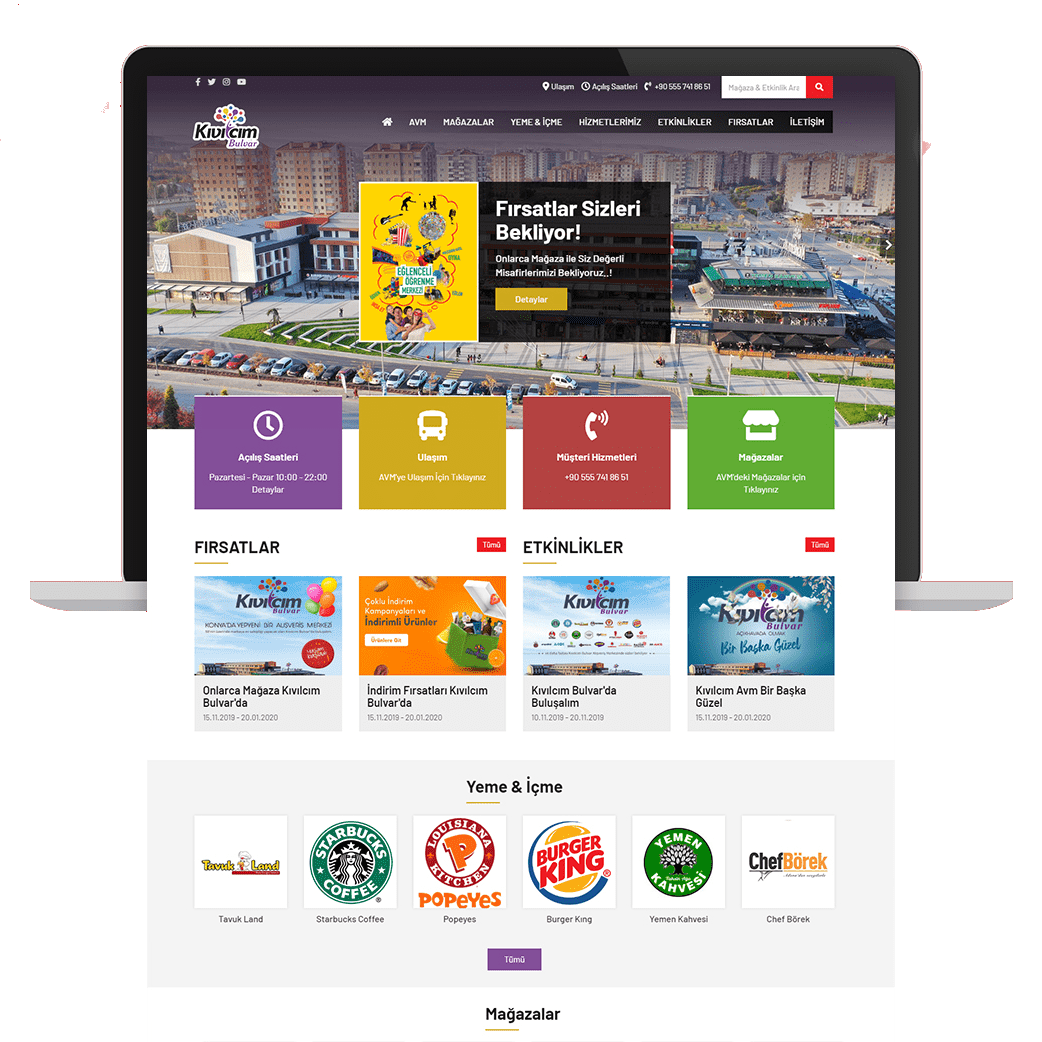 Ulaşım Açılış Saatleri +90 555 741 86 51 Mağaza & Etkinlik Ara
Kıvılcım
Bulvar
AVM MAĞAZALAR YEME & İÇME HİZMETLERİMİZ ETKİNLİKLER FIRSATLAR İLETİŞİM
EĞLENCELİ
ÖĞRENME
MERKEZİ
Fırsatlar Sizleri
Bekliyor!
Onlarca Mağaza ile Siz Değerli
Misafirlerimizi Bekliyoruz..!
Detaylar
Açılış Saatleri
Pazartesi - Pazar 10:00 - 22:00
Detaylar
Ulaşım
AVM'ye Ulaşım İçin Tıklayınız
Müşteri Hizmetleri
+90 555 741 86 51
Mağazalar
AVM'deki Mağazalar için
Tıklayınız
FIRSATLAR
Tümü
ETKİNLİKLER
Tümü
Kıvılcım
Bulvar
KONYA'DA YEPYENİ BİR ALIŞVERİŞ MERKEZİ
Onlarca Mağaza Kıvılcım
Bulvar'da
15.11.2019 - 20.01.2020
Çoklu İndirim
Kampanyaları ve
İndirimli Ürünler
Ürünlere Git
İndirim Fırsatları Kıvılcım
Bulvar'da
15.11.2019 - 20.01.2020
Kıvılcım
Bulvar
Kıvılcım Bulvar'da
Buluşalım
10.11.2019 - 20.11.2019
Kıvılcım
Bulvar
AÇIKHAVADA OLMAK
Bir Başka Güzel
Kıvılcım Avm Bir Başka
Güzel
15.11.2019 - 20.01.2020
Yeme & İçme
Tavuk Land
STARBUCKS
COFFEE
LOUISIANA
KITCHEN
POPEYES
BURGER
KING
YEMEN
KAHVESİ
ChefBörek
Tavuk Land
Starbucks Coffee
Popeyes
Burger Kıng
Yemen Kahvesi
Chef Börek
Tümü
Mağazalar